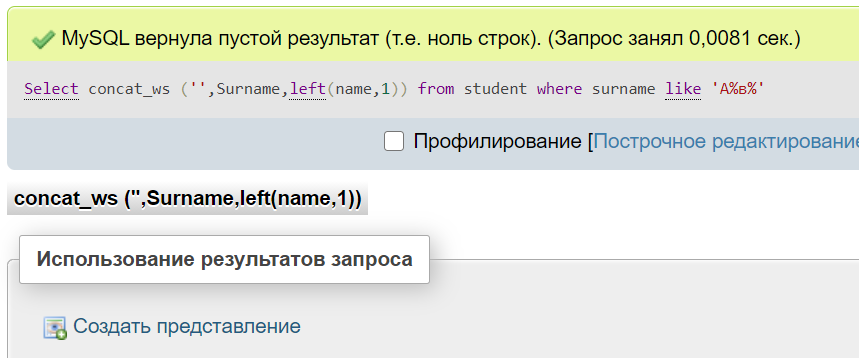 MySQL вернула пустой результат (т.е. ноль строк). (Запрос занял 0,0081 сек.)
Select concat_ws ('',Surname,left(name,1)) from student where surname like 'А%в%'
Профилирование [Построчное редактирование
concat_ws ('',Surname,left(name,1))
Использование результатов запроса
Создать представление